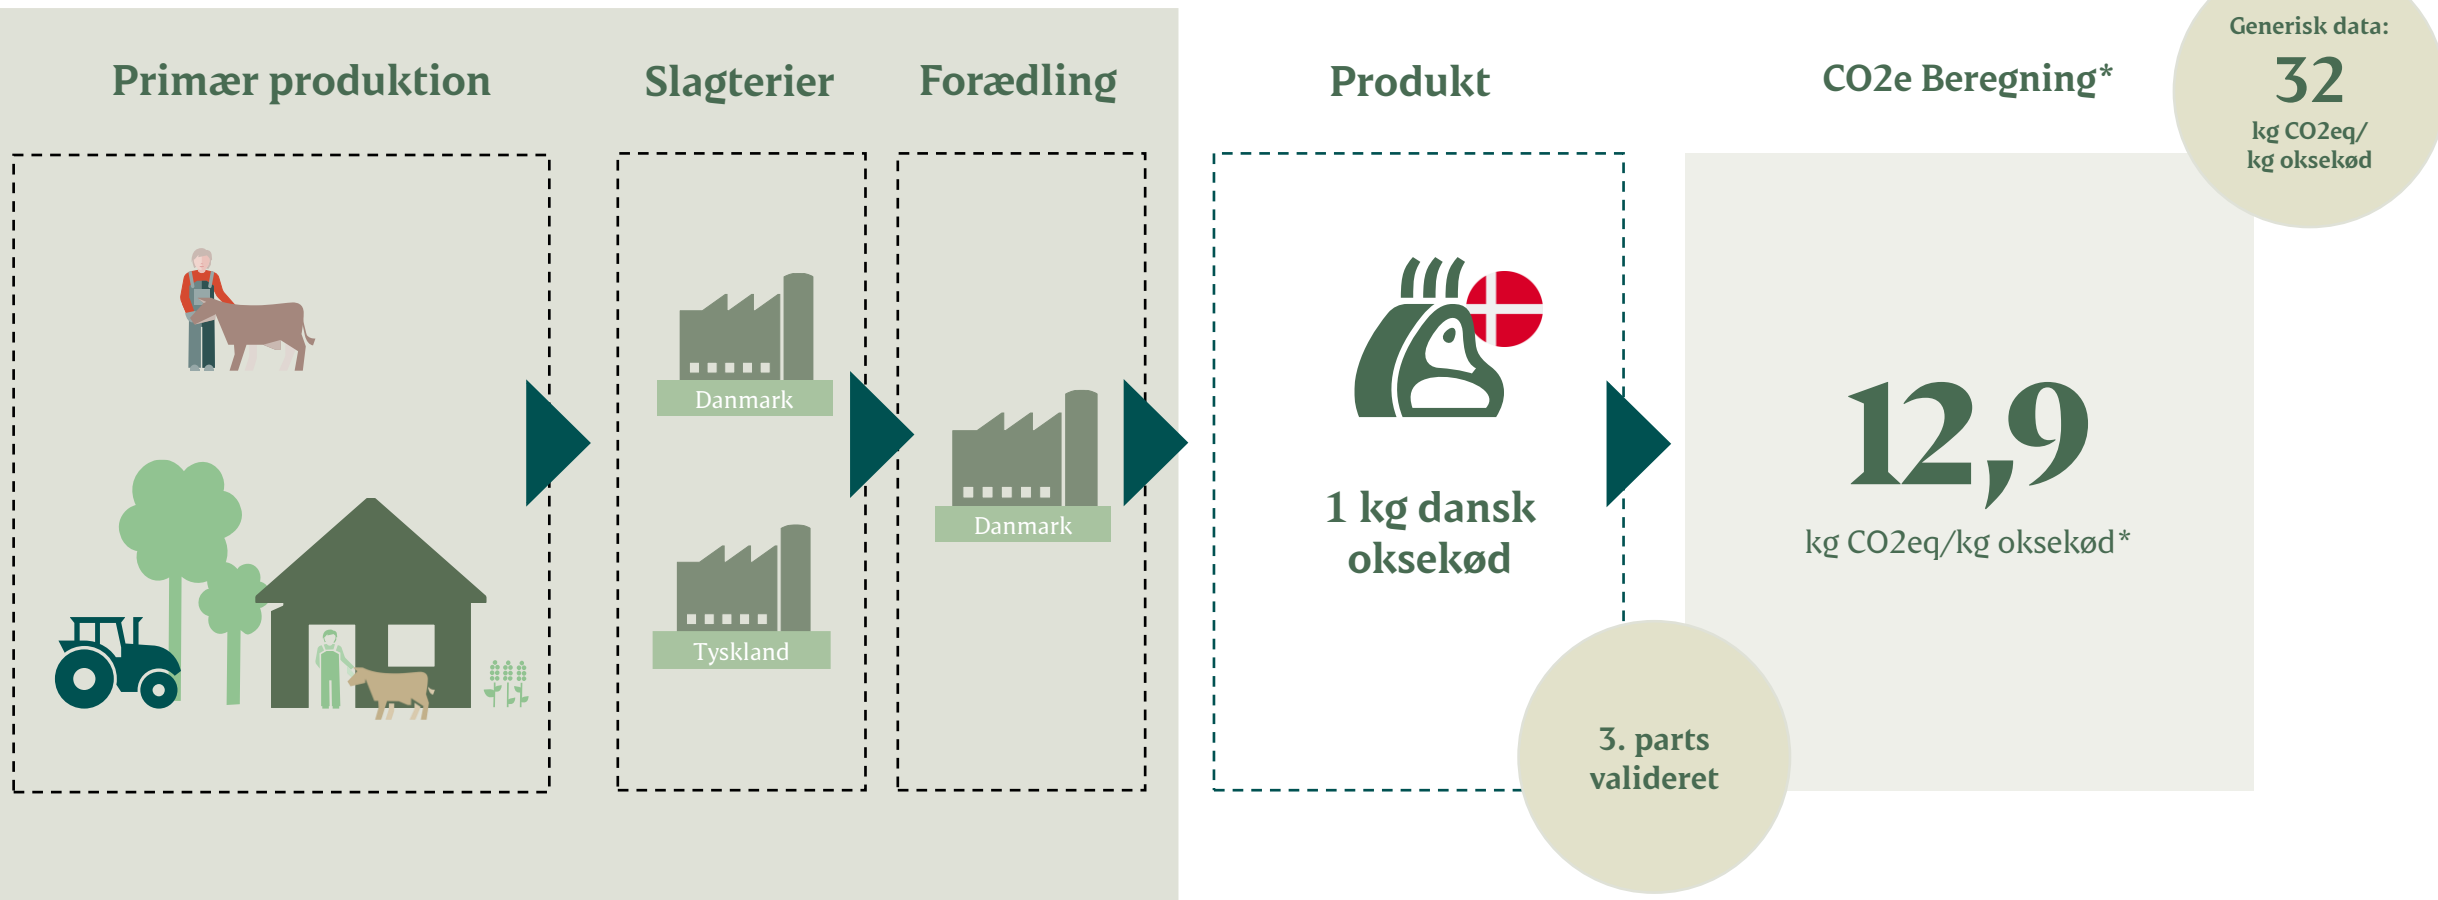 Primær produktion
Slagterier
Danmark
Tyskland
Forædling
Danmark
Produkt
1 kg dansk
oksekød
3. parts
valideret
CO2e Beregning*
12,9
kg CO2eq/kg oksekød*
Generisk data:
32
kg CO2eq/
kg oksekød